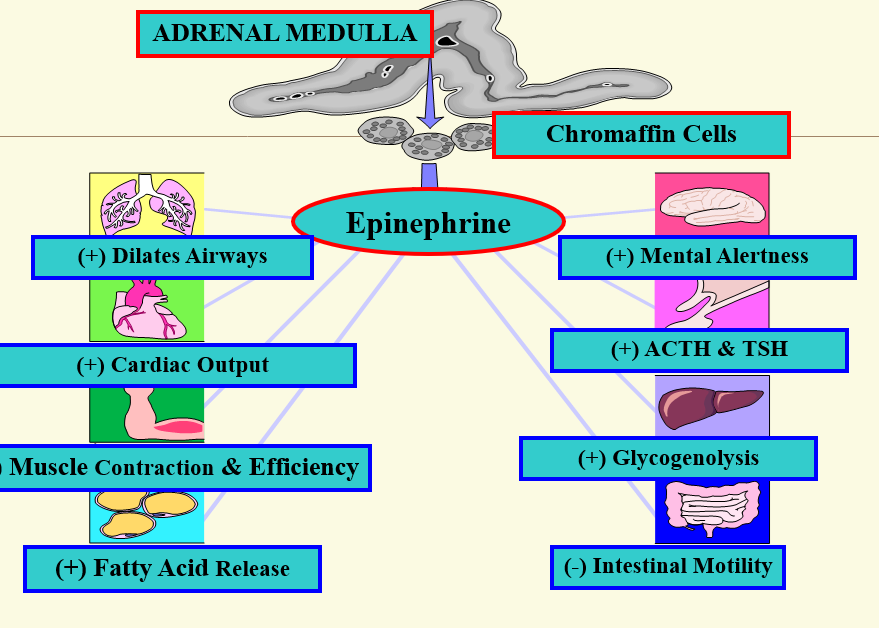 ADRENAL MEDULLA
Chromaffin Cells
Epinephrine
(+) Dilates Airways
(+) Mental Alertness
(+) Cardiac Output
(+) ACTH & TSH
) Muscle Contraction & Efficiency
(+) Glycogenolysis
(+) Fatty Acid Release
(-) Intestinal Motility